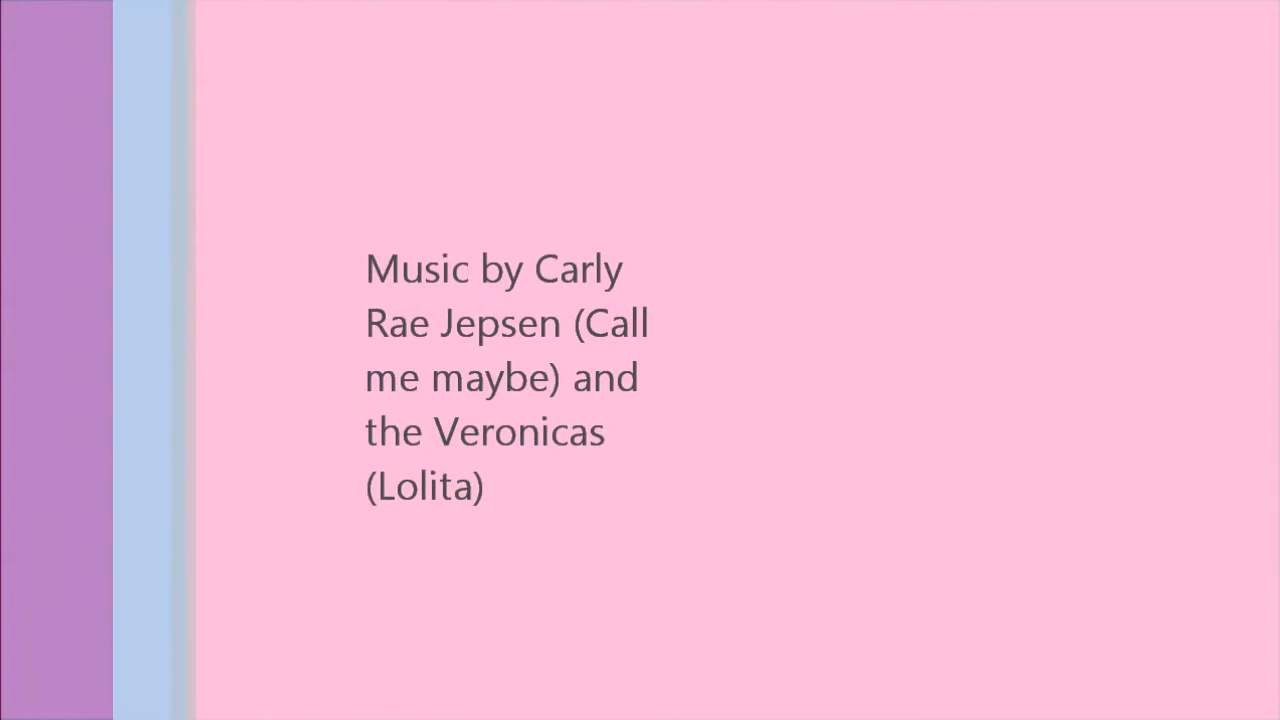 Music by Carly
Rae Jepsen (Call
me maybe) and
the Veronicas
(Lolita)